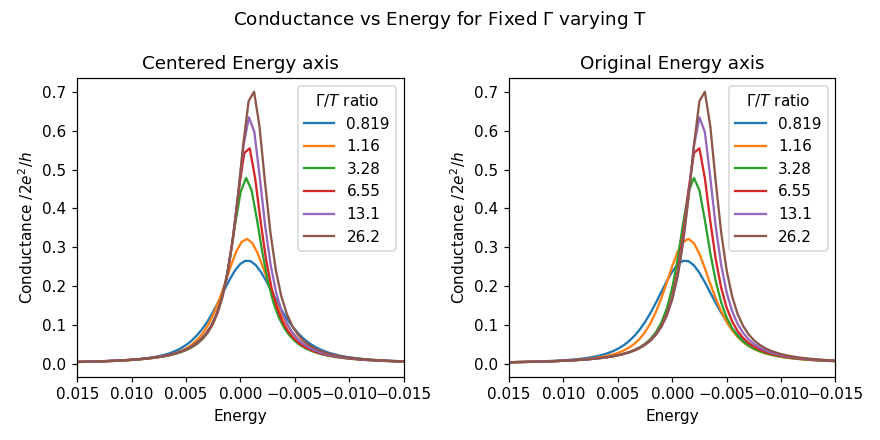 Conductance vs Energy for Fixed Γ varying T
Centered Energy axis
Conductance /2e²/h
0.7
0.6
0.5
0.4
0.3
0.2
0.1
0.0
Γ/T ratio
0.819
1.16
3.28
6.55
13.1
26.2
0.015 0.010 0.005 0.000 −0.005 −0.010 −0.015
Energy
Original Energy axis
Conductance /2e²/h
0.7
0.6
0.5
0.4
0.3
0.2
0.1
0.0
Γ/T ratio
0.819
1.16
3.28
6.55
13.1
26.2
0.015 0.010 0.005 0.000 −0.005 −0.010 −0.015
Energy